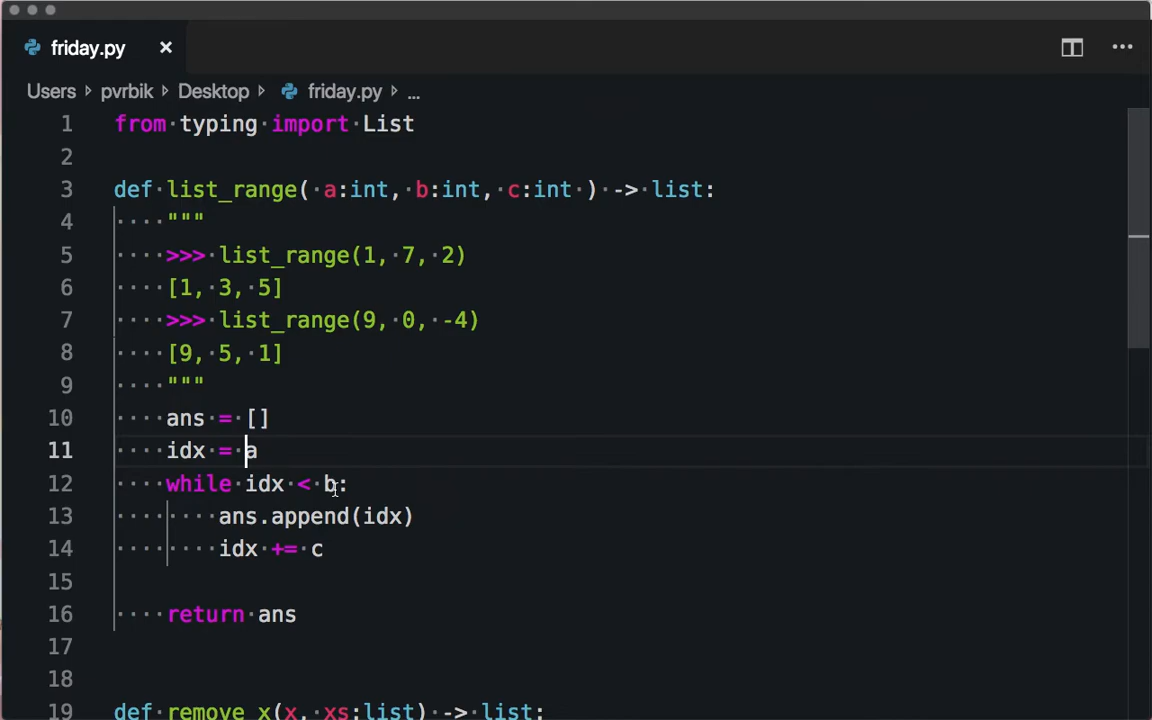 friday.py ×
Users › pvrbik › Desktop › friday.py › ...
1 from typing import List
2
3 def list_range( a:int, b:int, c:int ) -> list:
4 """
5 >>> list_range(1, 7, 2)
6 [1, 3, 5]
7 >>> list_range(9, 0, -4)
8 [9, 5, 1]
9 """
10 ans = []
11 idx = a
12 while idx < b:
13 ans.append(idx)
14 idx += c
15
16 return ans
17
18
19 def remove_x(x, xs:list) -> list: